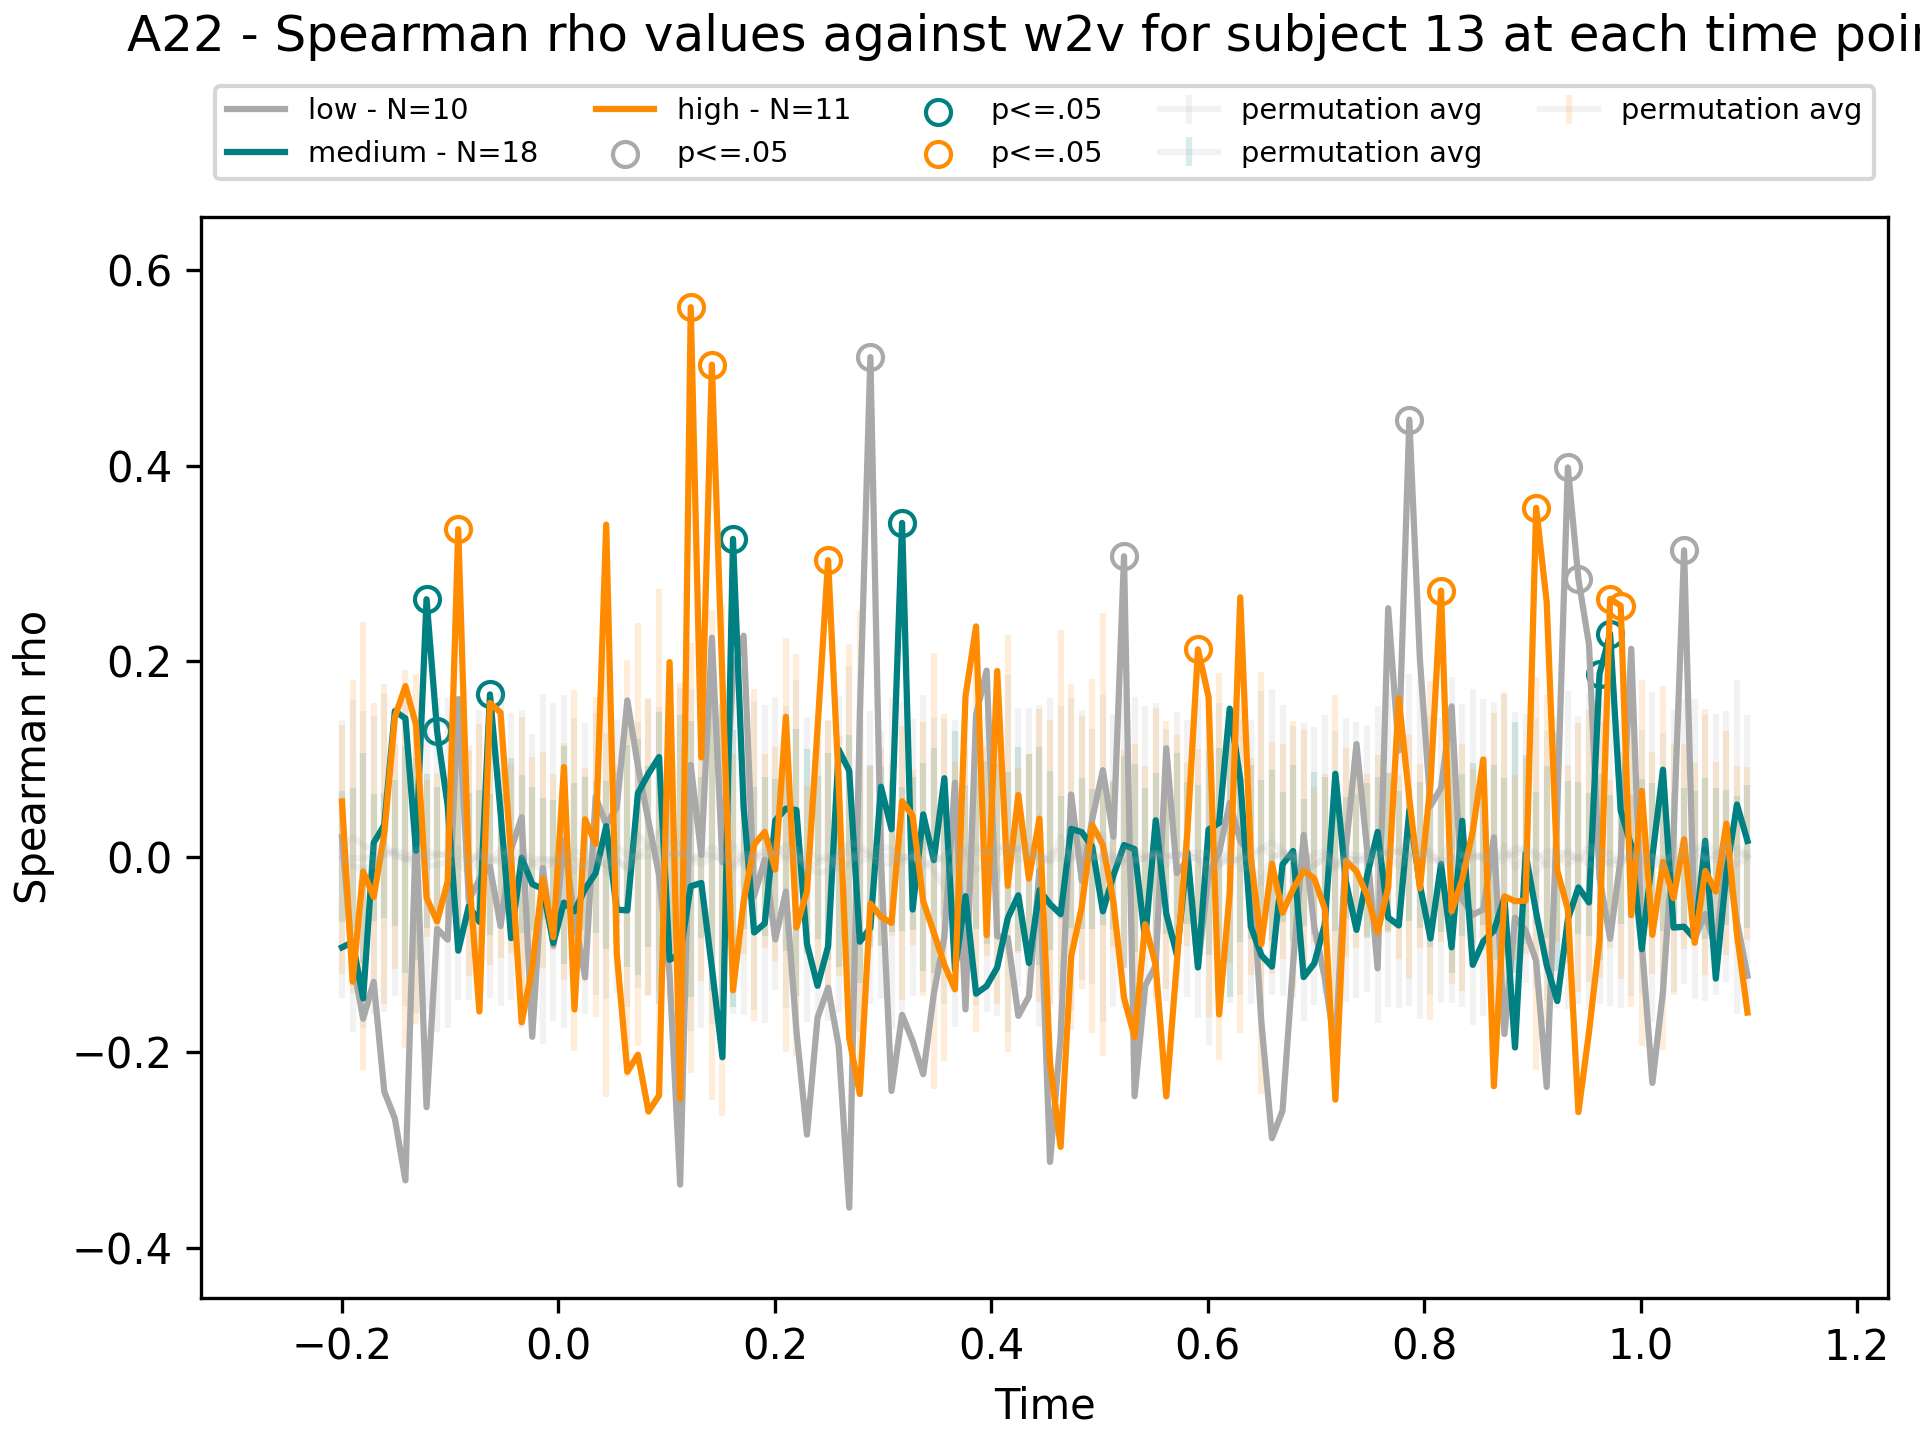 A22 - Spearman rho values against w2v for subject 13 at each time poi
low - N=10
medium - N=18
high - N=11
p<=.05
p<=.05
p<=.05
permutation avg
permutation avg
permutation avg
0.6
0.4
0.2
0.0
−0.2
−0.4
Spearman rho
−0.2 0.0 0.2 0.4 0.6 0.8 1.0 1.2
Time